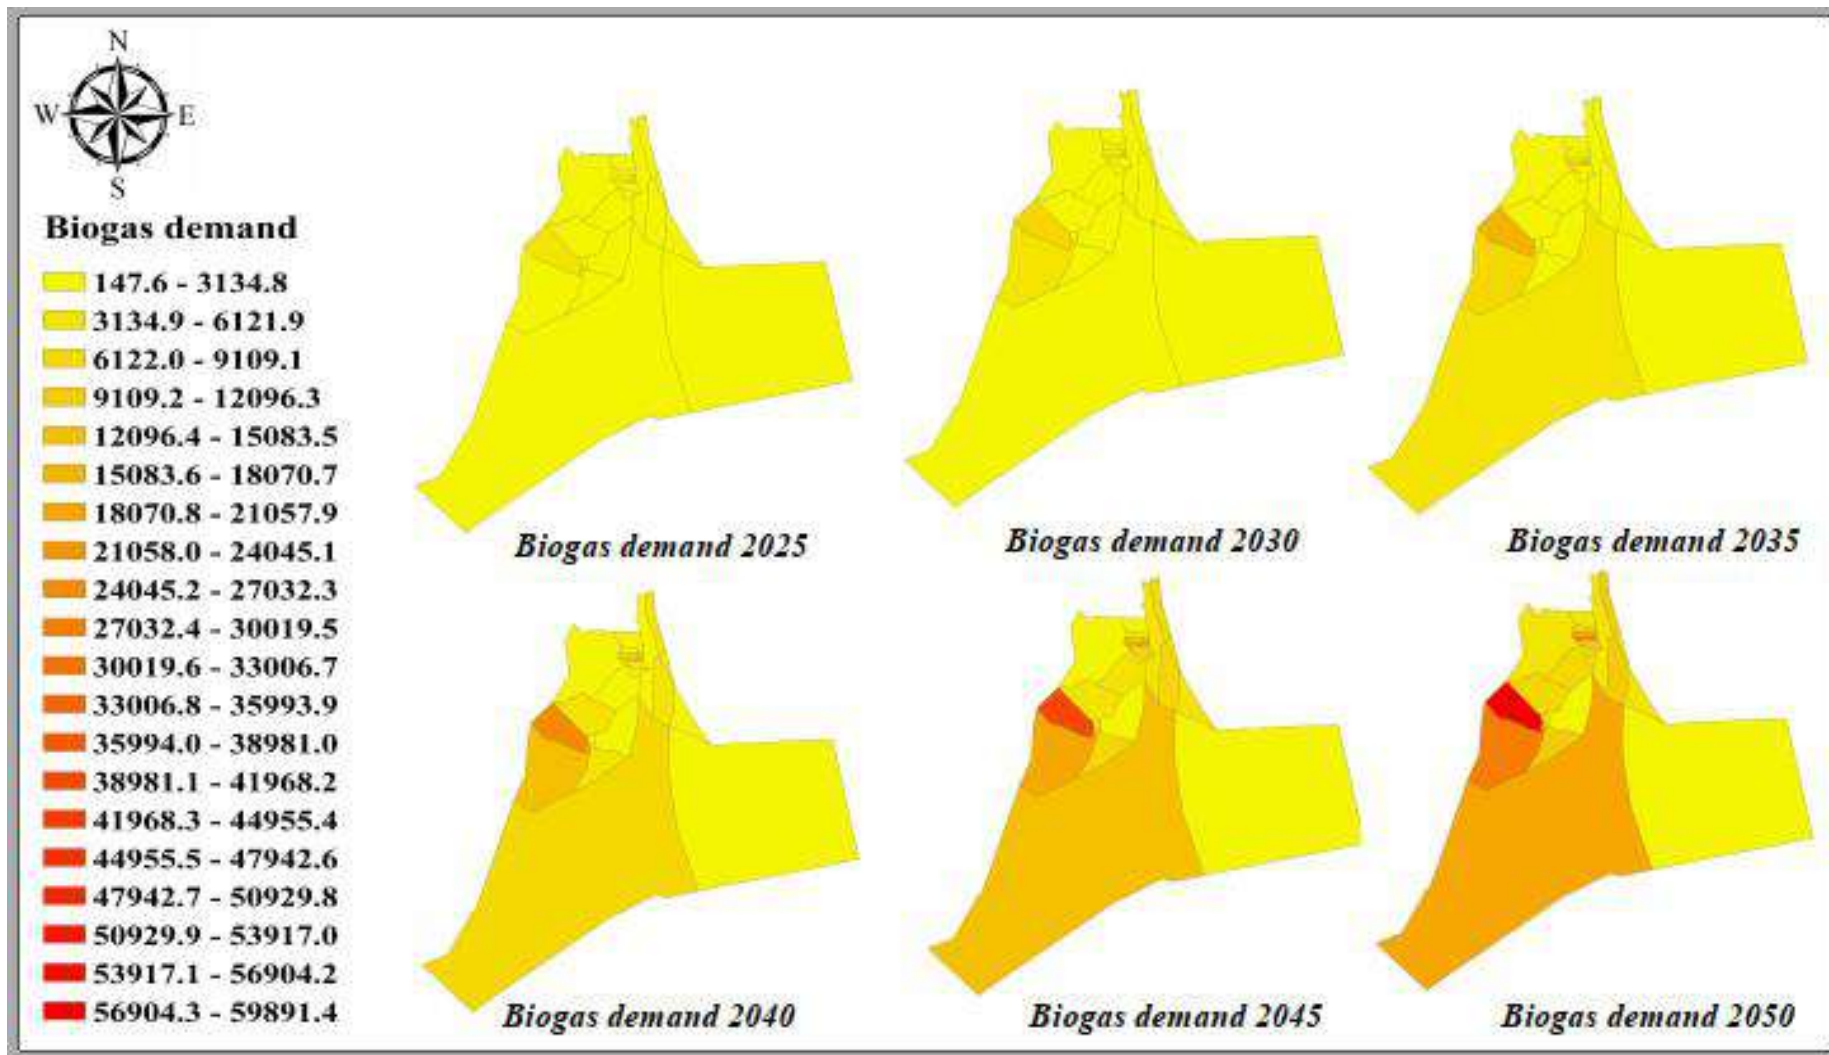 N
W E
S
Biogas demand
147.6 - 3134.8
3134.9 - 6121.9
6122.0 - 9109.1
9109.2 - 12096.3
12096.4 - 15083.5
15083.6 - 18070.7
18070.8 - 21057.9
21058.0 - 24045.1
24045.2 - 27032.3
27032.4 - 30019.5
30019.6 - 33006.7
33006.8 - 35993.9
35994.0 - 38981.0
38981.1 - 41968.2
41968.3 - 44955.4
44955.5 - 47942.6
47942.7 - 50929.8
50929.9 - 53917.0
53917.1 - 56904.2
56904.3 - 59891.4
Biogas demand 2025
Biogas demand 2030
Biogas demand 2035
Biogas demand 2040
Biogas demand 2045
Biogas demand 2050